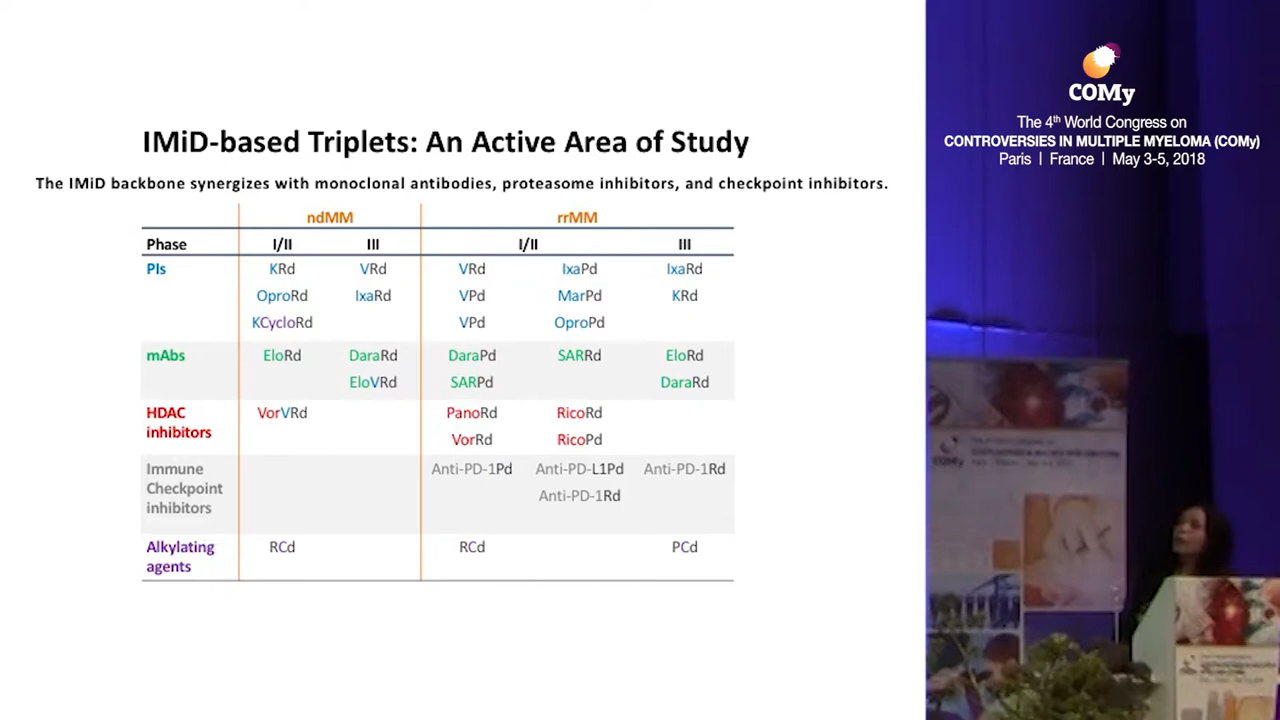 IMiD-based Triplets: An Active Area of Study
The IMiD backbone synergizes with monoclonal antibodies, proteasome inhibitors, and checkpoint inhibitors.
ndMM rrMM
Phase I/II III I/II III
PIs KRd VRd VRd IxaPd IxaRd
OproRd IxaRd VPd MarPd KRd
KCycloRd VPd OproPd
mAbs EloRd DaraRd DaraPd SARRd EloRd
EloVRd SARPd DaraRd
HDAC VorVRd PanoRd RicoRd
inhibitors VorRd RicoPd
Immune Anti-PD-1Pd Anti-PD-L1Pd Anti-PD-1Rd
Checkpoint Anti-PD-1Rd
inhibitors
Alkylating RCd RCd PCd
agents
COMy
The 4th World Congress on
CONTROVERSIES IN MULTIPLE MYELOMA (COMy)
Paris | France | May 3-5, 2018